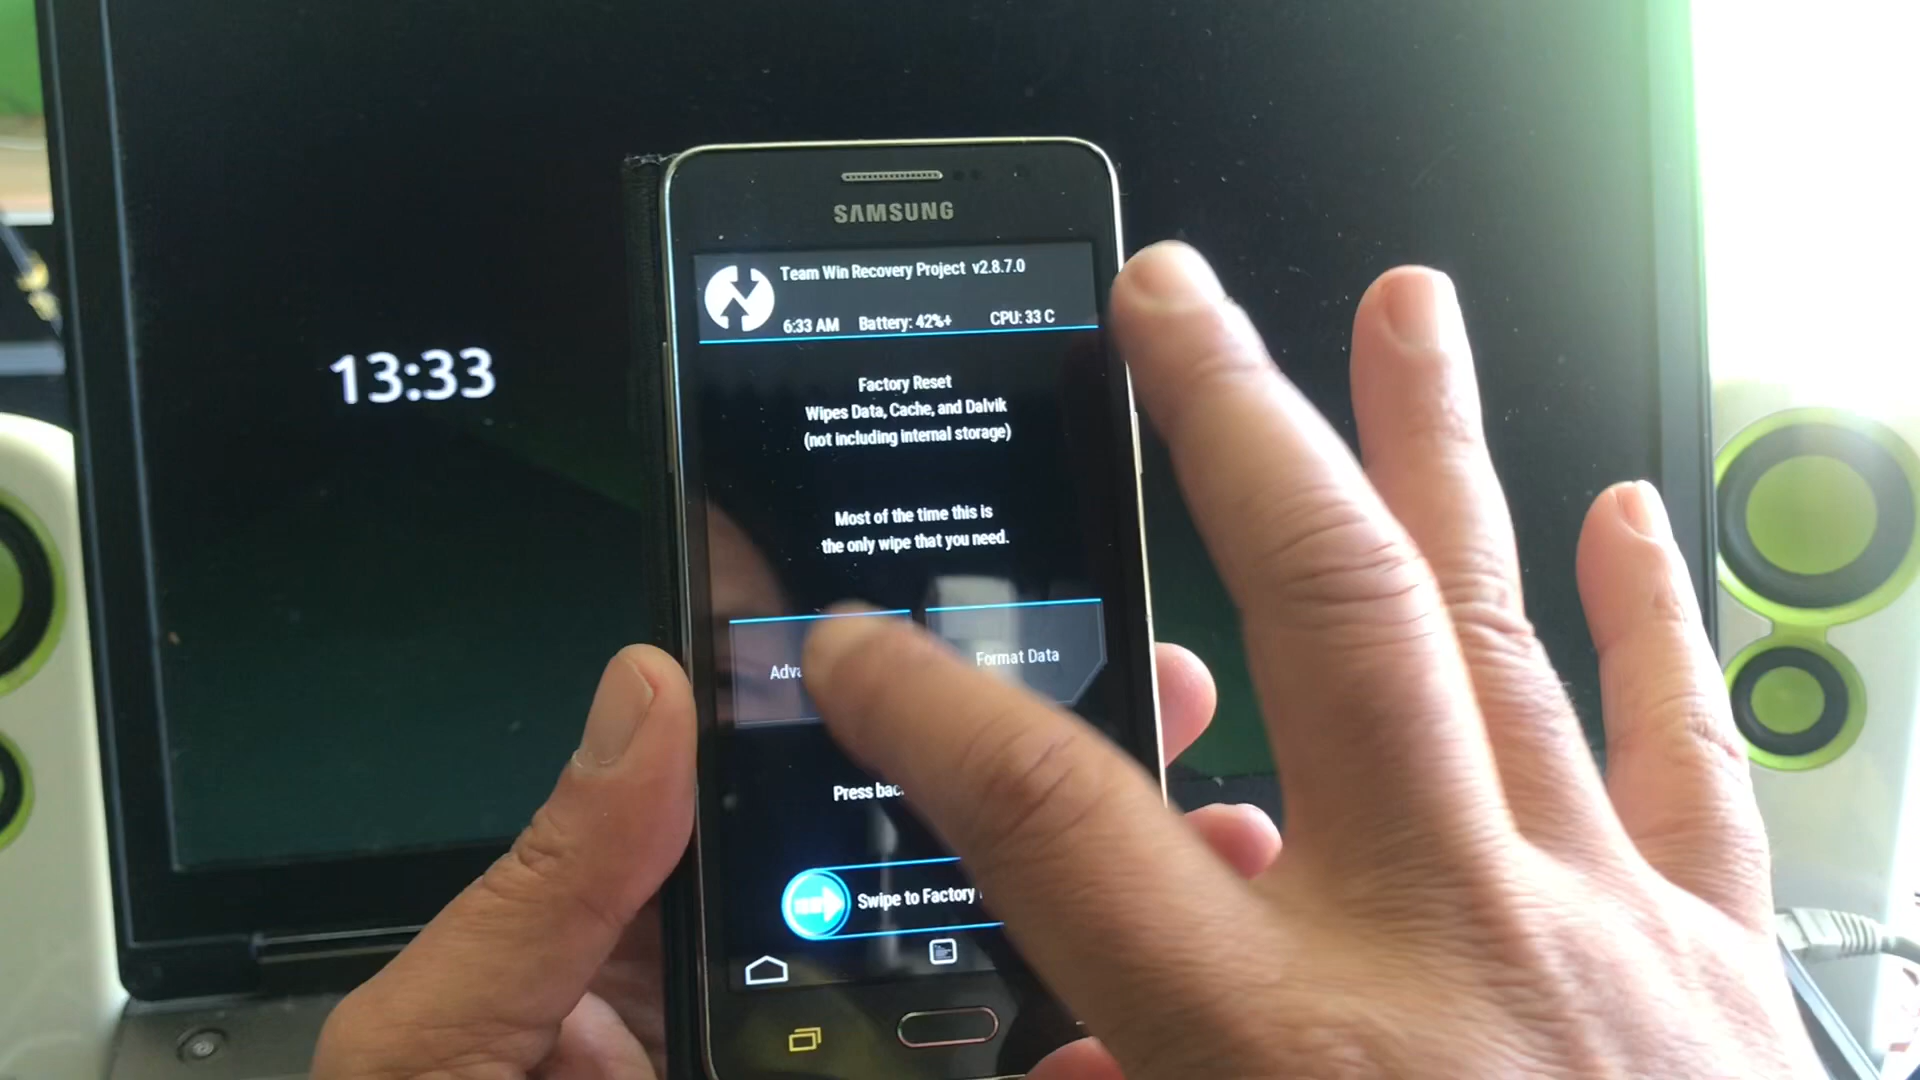 13:33
SAMSUNG
Team Win Recovery Project v2.8.7.0
6:33 AM Battery: 42%+ CPU: 33 C
Factory Reset
Wipes Data, Cache, and Dalvik
(not including internal storage)
Most of the time this is
the only wipe that you need.
Format Data
Press
Swipe to Factory